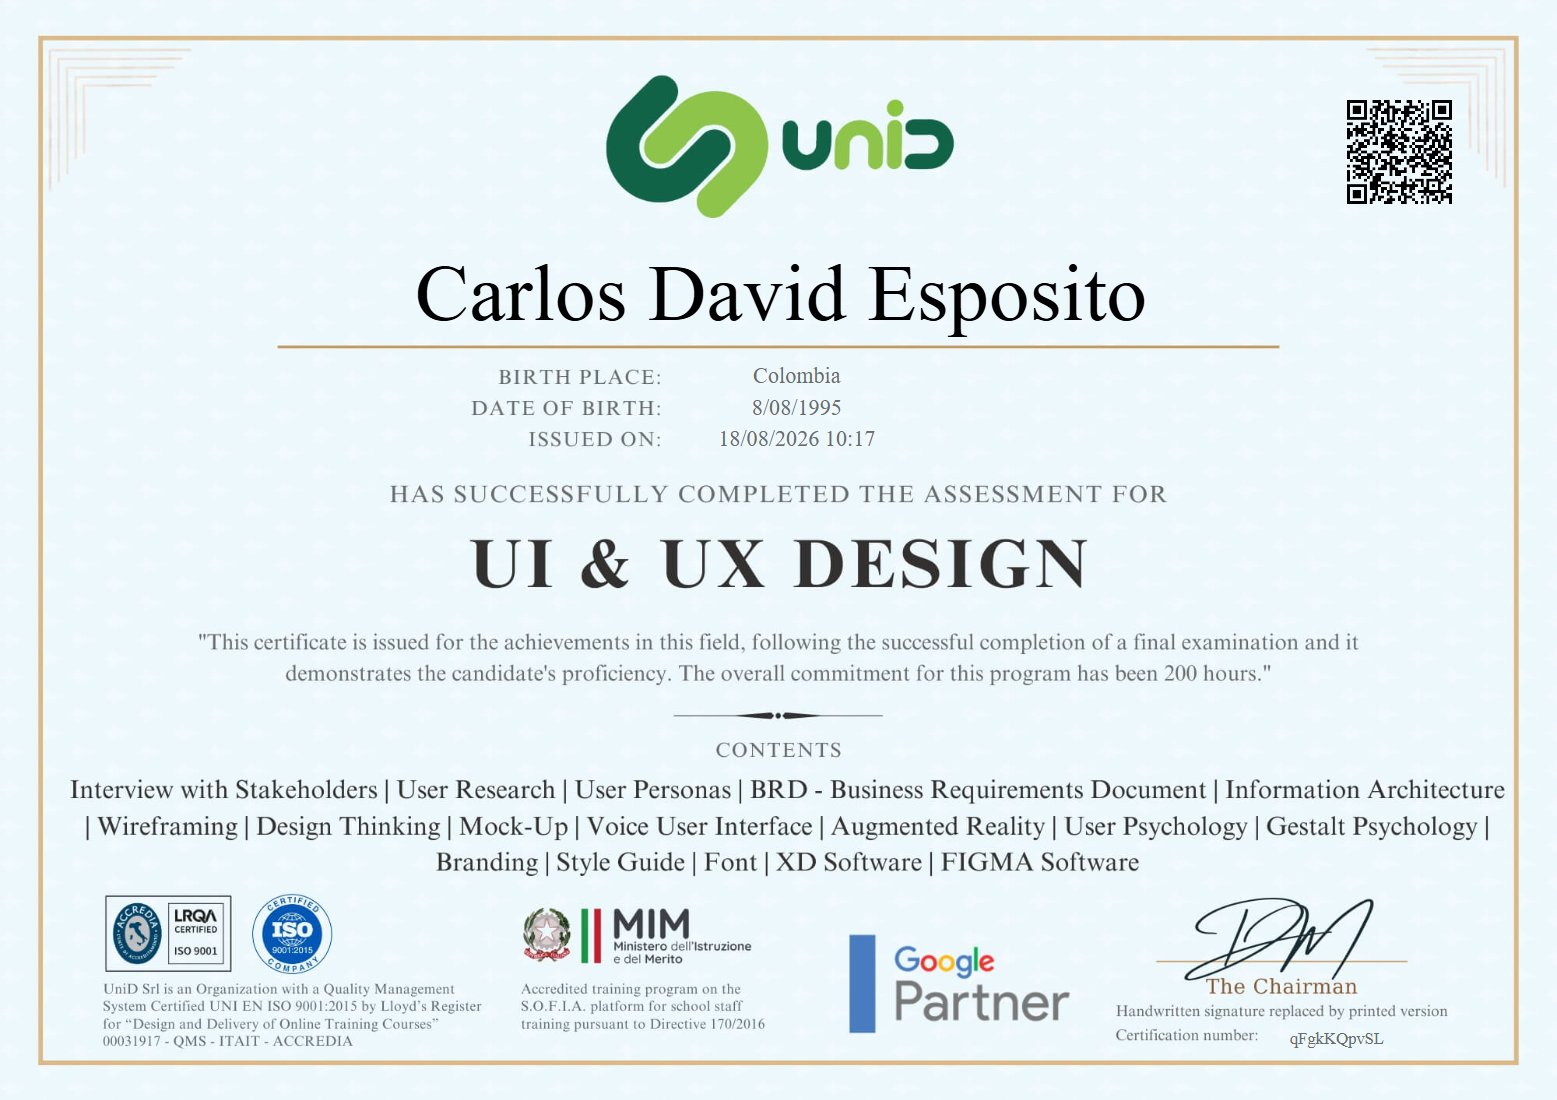 uniD
Carlos David Esposito
BIRTH PLACE: Colombia
DATE OF BIRTH: 8/08/1995
ISSUED ON: 18/08/2026 10:17
HAS SUCCESSFULLY COMPLETED THE ASSESSMENT FOR
UI & UX DESIGN
"This certificate is issued for the achievements in this field, following the successful completion of a final examination and it
demonstrates the candidate's proficiency. The overall commitment for this program has been 200 hours."
CONTENTS
Interview with Stakeholders | User Research | User Personas | BRD - Business Requirements Document | Information Architecture
| Wireframing | Design Thinking | Mock-Up | Voice User Interface | Augmented Reality | User Psychology | Gestalt Psychology |
Branding | Style Guide | Font | XD Software | FIGMA Software
ACCREDIA
LRQA
CERTIFIED
ISO 9001
CERTIFIED
ISO
9001:2015
COMPANY
UniD Srl is an Organization with a Quality Management
System Certified UNI EN ISO 9001:2015 by Lloyd's Register
for “Design and Delivery of Online Training Courses”
00031917 - QMS - ITAIT - ACCREDIA
MIM
Ministero dell'Istruzione
e del Merito
Accredited training program on the
S.O.F.I.A. platform for school staff
training pursuant to Directive 170/2016
Google
Partner
DM
The Chairman
Handwritten signature replaced by printed version
Certification number: qFgkKQpvSL